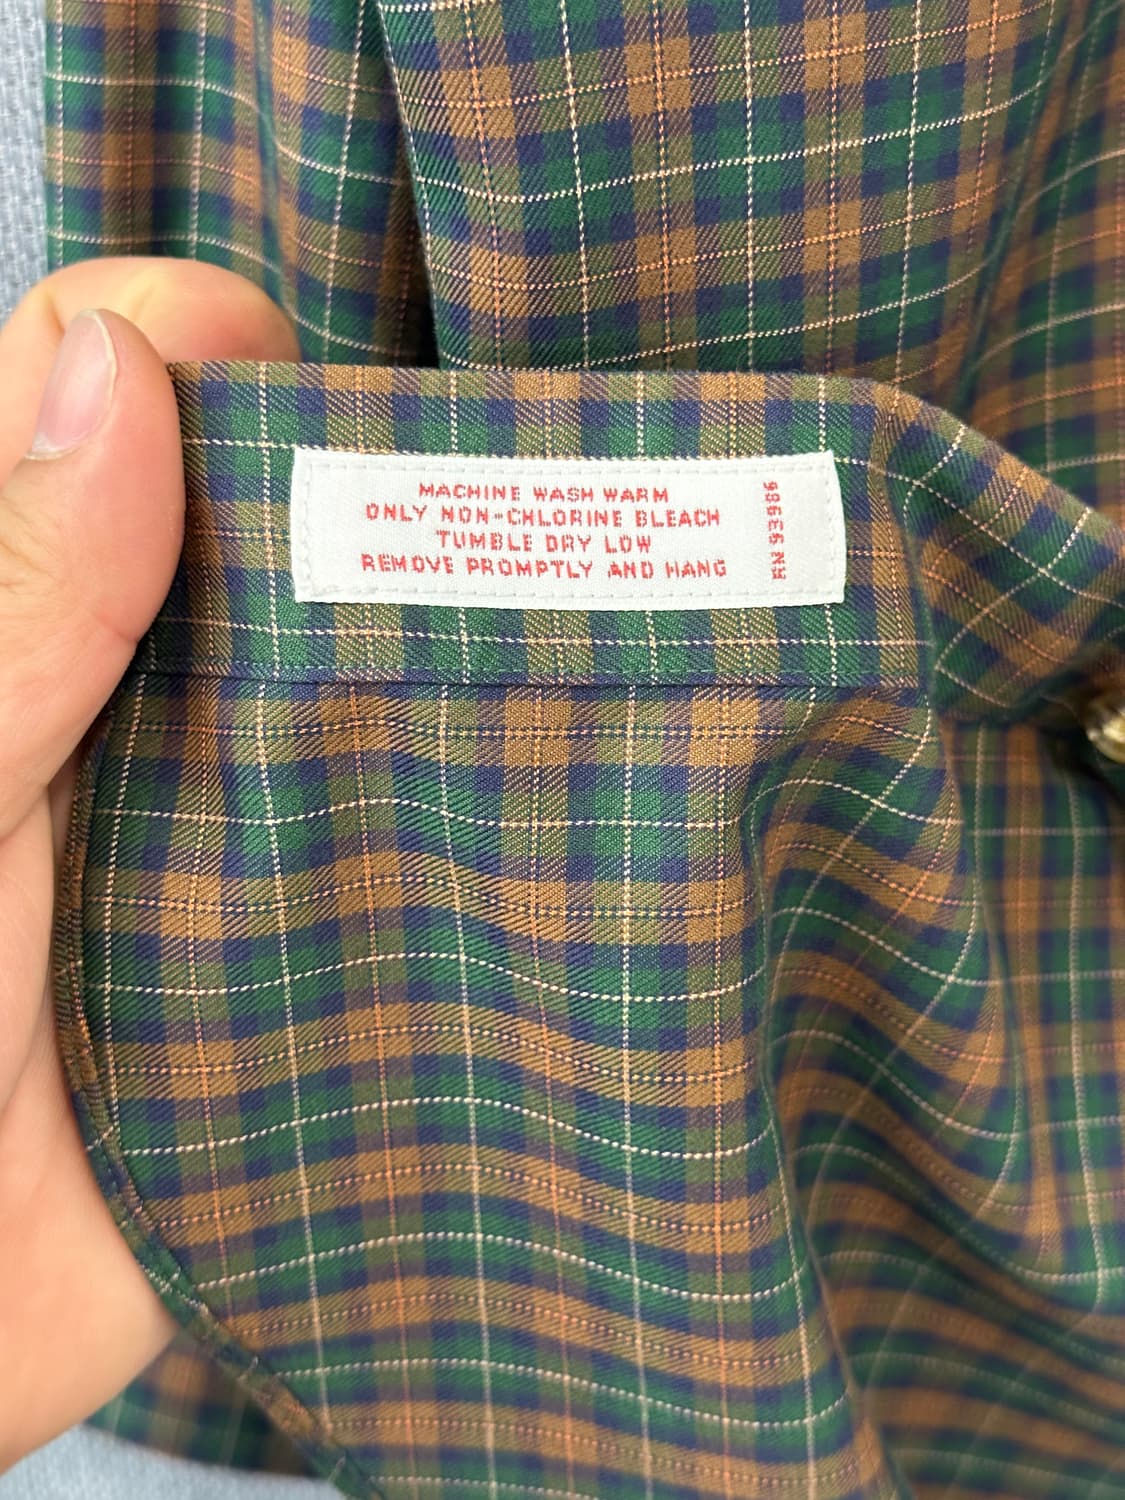 MACHINE WASH WARM
ONLY NON-CHLORINE BLEACH
TUMBLE DRY LOW
REMOVE PROMPTLY AND HANG
RN 93986